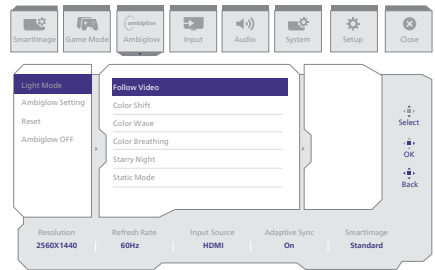 ambiglow
SmartImage Game Mode Ambiglow Input Audio System Setup Close
Light Mode
Ambiglow Setting
Reset
Ambiglow OFF
Follow Video
Color Shift
Color Wave
Color Breathing
Starry Night
Static Mode
Select
OK
Back
Resolution Refresh Rate Input Source Adaptive Sync SmartImage
2560X1440 60Hz HDMI On Standard